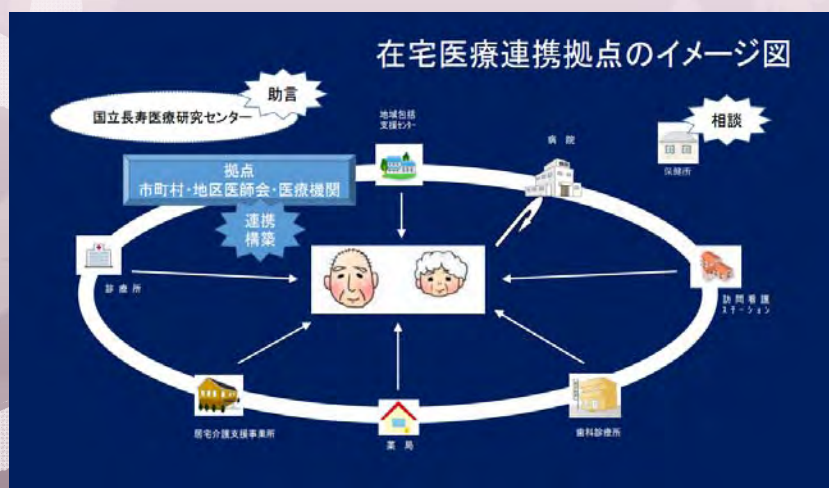 在宅医療連携拠点のイメージ図
助言
国立長寿医療研究センター
地域包括
支援センター
相談
病院
保健所
拠点
市町村・地区医師会・医療機関
連携
構築
診療所
訪問看護
ステーション
居宅介護支援事業所
薬局
歯科診療所